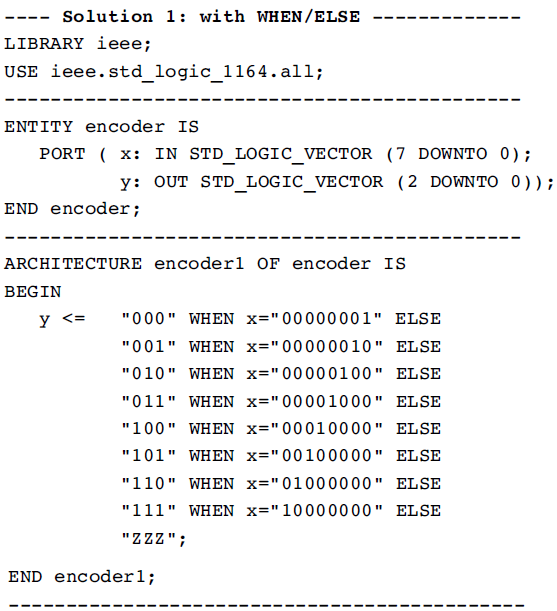 ---- Solution 1: with WHEN/ELSE -------------
LIBRARY ieee;
USE ieee.std_logic_1164.all;
---------------------------------------------
ENTITY encoder IS
   PORT ( x: IN STD_LOGIC_VECTOR (7 DOWNTO 0);
          y: OUT STD_LOGIC_VECTOR (2 DOWNTO 0));
END encoder;
---------------------------------------------
ARCHITECTURE encoder1 OF encoder IS
BEGIN
   y <=   "000" WHEN x="00000001" ELSE
          "001" WHEN x="00000010" ELSE
          "010" WHEN x="00000100" ELSE
          "011" WHEN x="00001000" ELSE
          "100" WHEN x="00010000" ELSE
          "101" WHEN x="00100000" ELSE
          "110" WHEN x="01000000" ELSE
          "111" WHEN x="10000000" ELSE
          "ZZZ";
END encoder1;
---------------------------------------------